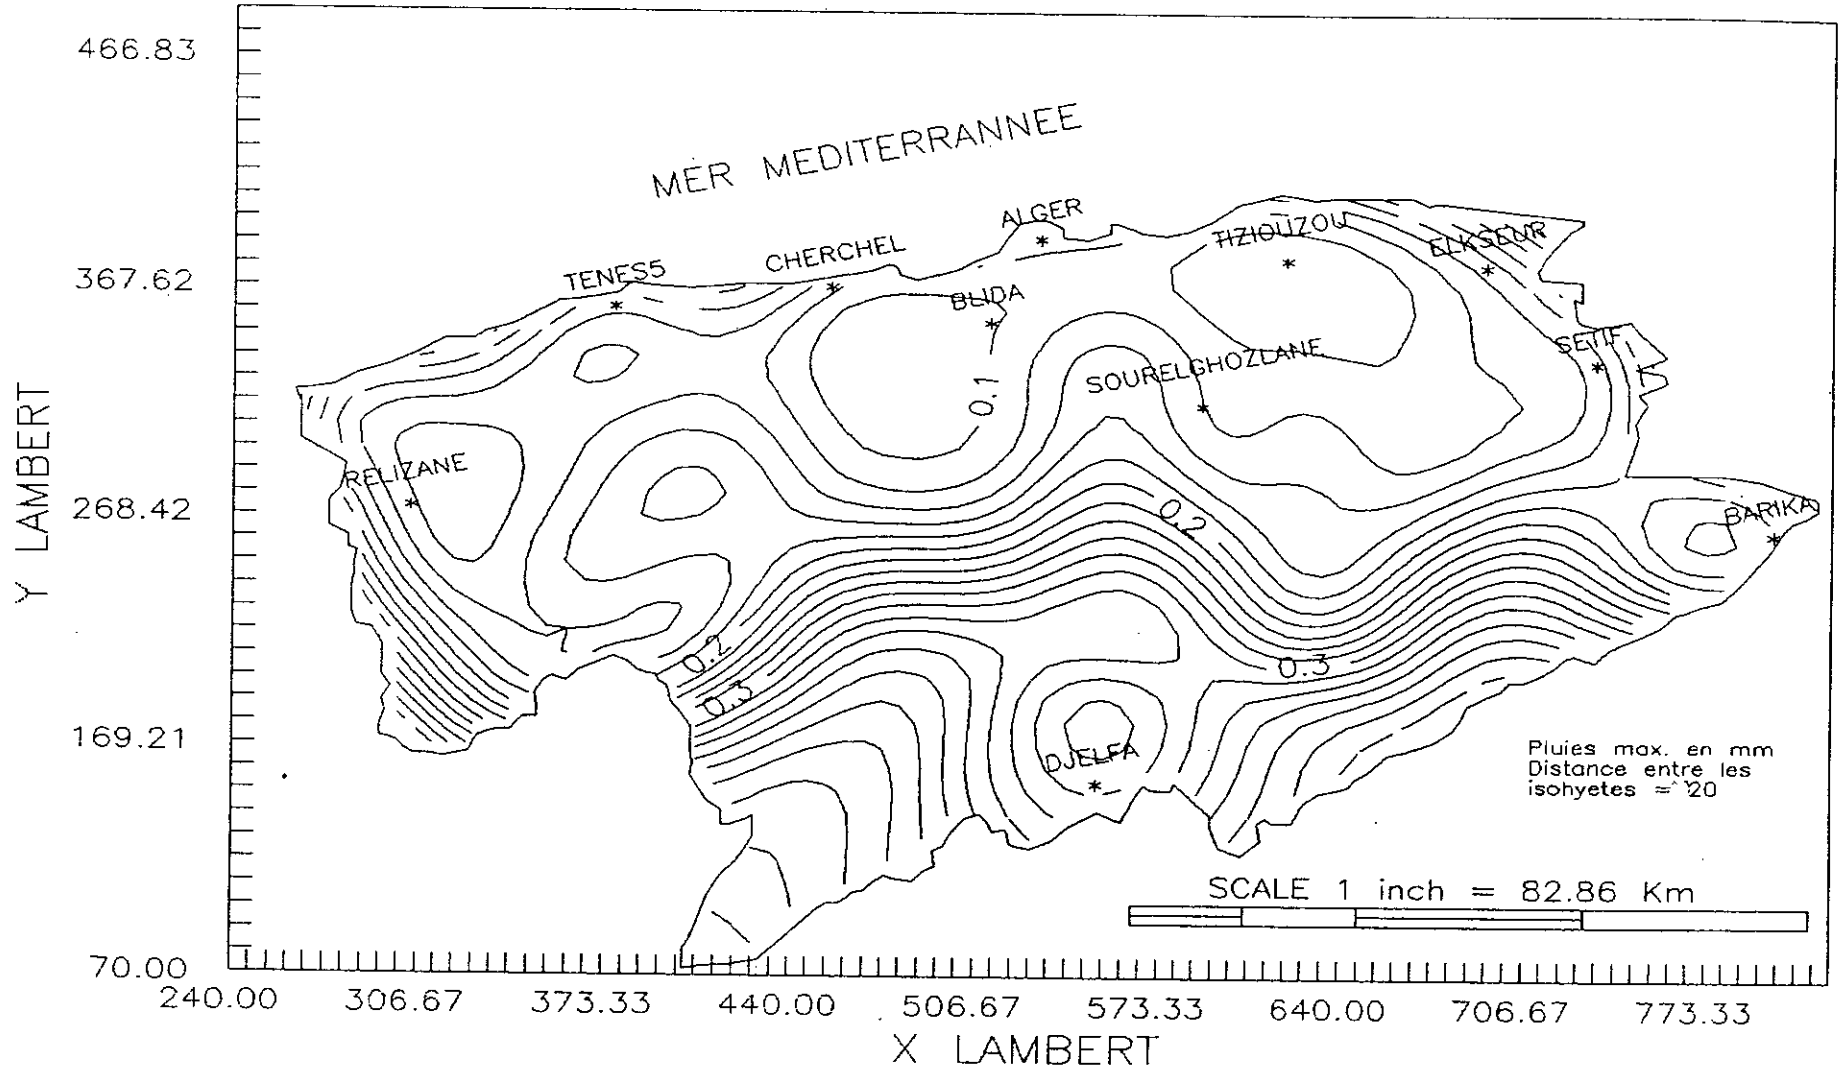 466.83
MER MEDITERRANNEE
ALGER
TIZIOUZOU
ELKSEUR
CHERCHEL
TENES5
367.62
BLIDA
SETIF
SOURELGHOZLANE
0.1
Y LAMBERT
RELIZANE
268.42
0.2
BARIKA
0.2
0.3
0.3
169.21
DJELFA
Pluies max. en mm
Distance entre les
isohyetes = 20
SCALE 1 inch = 82.86 Km
70.00
240.00 306.67 373.33 440.00 506.67 573.33 640.00 706.67 773.33
X LAMBERT